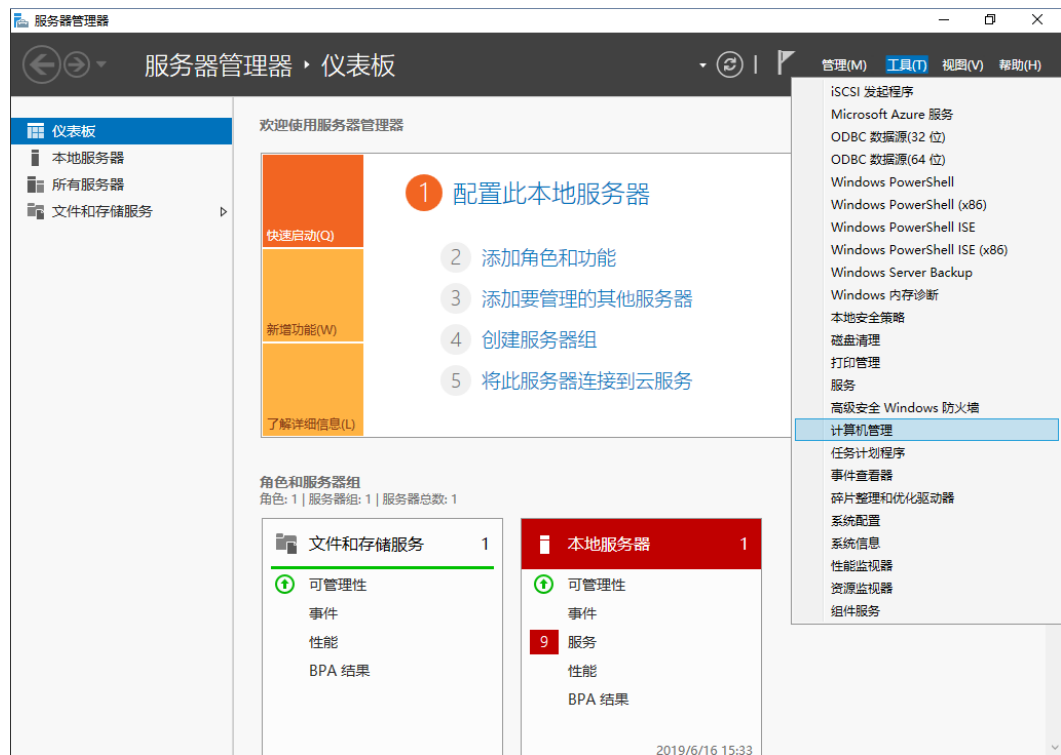 服务器管理器
服务器管理器 · 仪表板
管理(M) 工具(T) 视图(V) 帮助(H)
iSCSI 发起程序
Microsoft Azure 服务
ODBC 数据源(32 位)
ODBC 数据源(64 位)
Windows PowerShell
Windows PowerShell (x86)
Windows PowerShell ISE
Windows PowerShell ISE (x86)
Windows Server Backup
Windows 内存诊断
本地安全策略
磁盘清理
打印管理
服务
高级安全 Windows 防火墙
计算机管理
任务计划程序
事件查看器
碎片整理和优化驱动器
系统配置
系统信息
性能监视器
资源监视器
组件服务
仪表板
本地服务器
所有服务器
文件和存储服务
欢迎使用服务器管理器
快速启动(Q)
新增功能(W)
了解详细信息(L)
1 配置此本地服务器
2 添加角色和功能
3 添加要管理的其他服务器
4 创建服务器组
5 将此服务器连接到云服务
角色和服务器组
角色: 1 | 服务器组: 1 | 服务器总数: 1
文件和存储服务 1
可管理性
事件
性能
BPA 结果
本地服务器 1
可管理性
事件
9 服务
性能
BPA 结果
2019/6/16 15:33